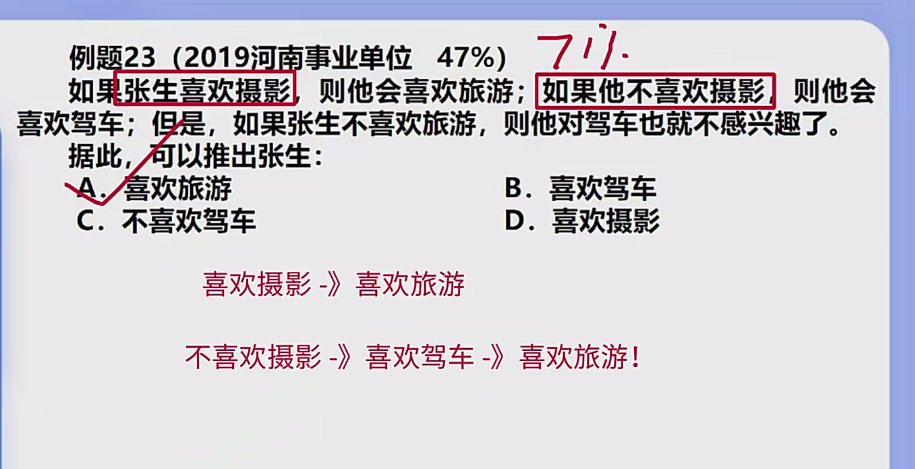 例题23（2019河南事业单位 47%） 71%
如果张生喜欢摄影，则他会喜欢旅游；如果他不喜欢摄影，则他会
喜欢驾车；但是，如果张生不喜欢旅游，则他对驾车也就不感兴趣了。
据此，可以推出张生：
A．喜欢旅游 B．喜欢驾车
C．不喜欢驾车 D．喜欢摄影
喜欢摄影 -》喜欢旅游
不喜欢摄影 -》喜欢驾车 -》喜欢旅游！